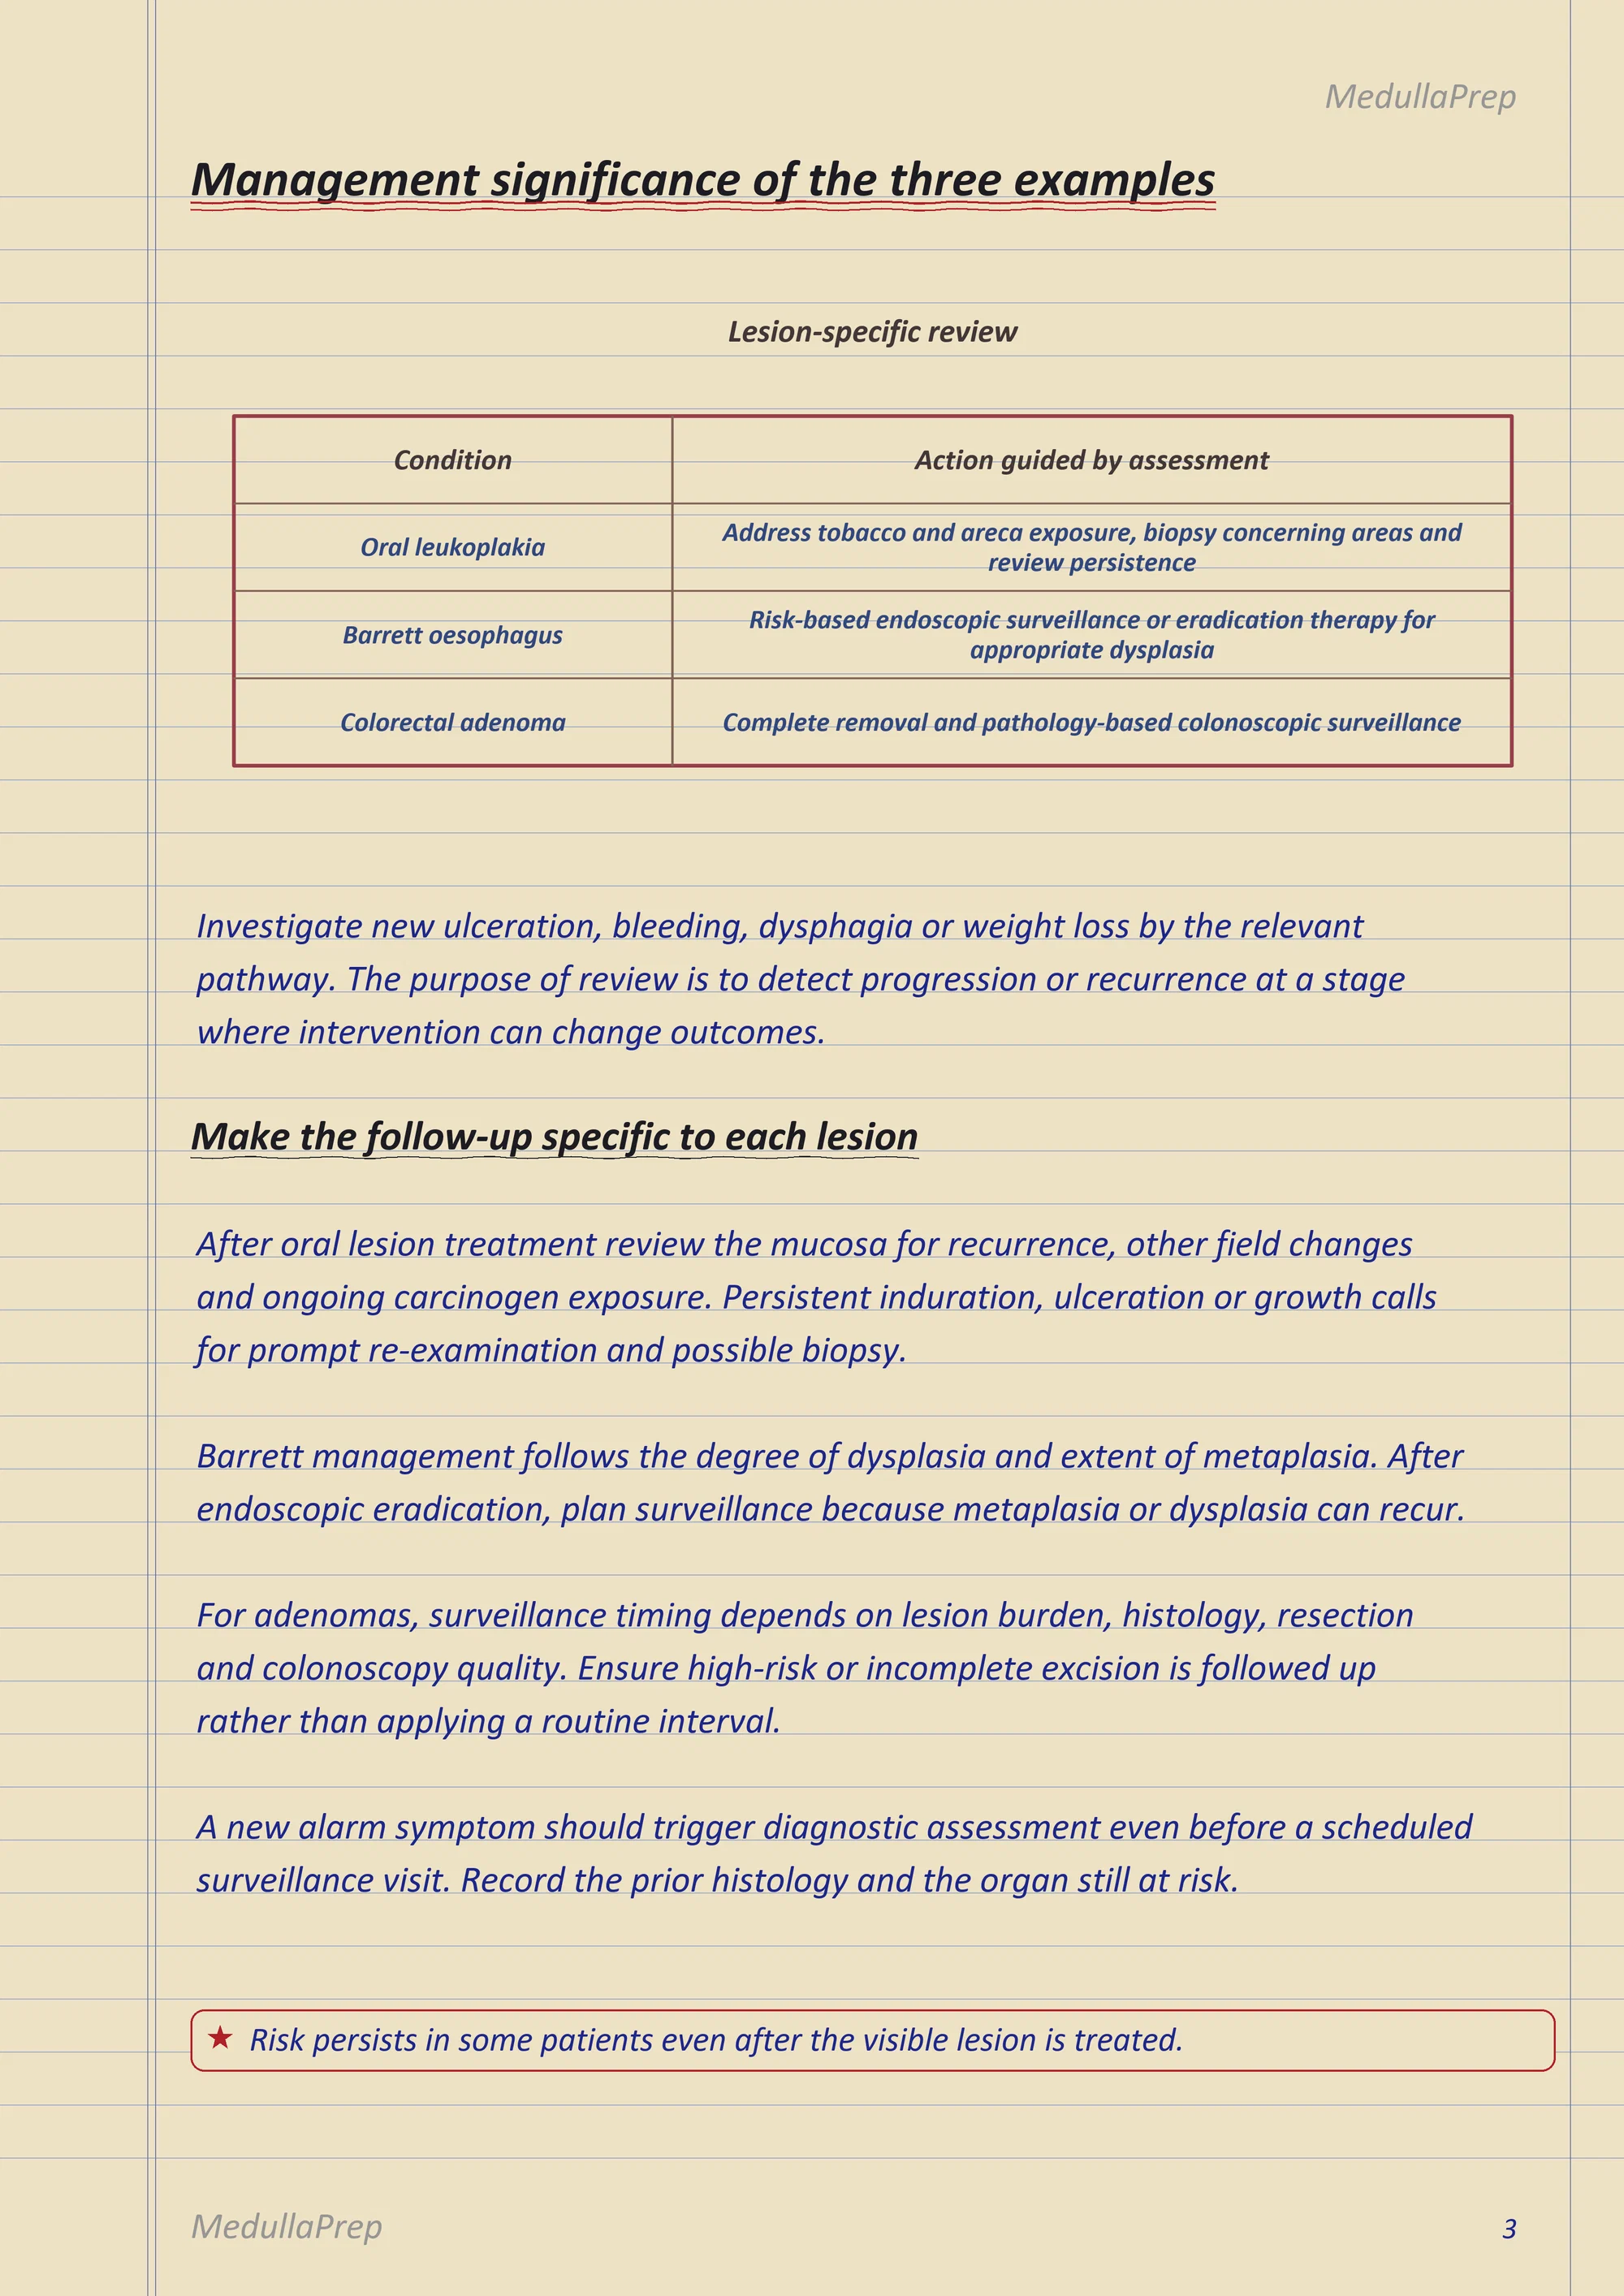 MedullaPrep
Management significance of the three examples
Lesion-specific review
Condition
Action guided by assessment
Oral leukoplakia
Address tobacco and areca exposure, biopsy concerning areas and
review persistence
Barrett oesophagus
Risk-based endoscopic surveillance or eradication therapy for
appropriate dysplasia
Colorectal adenoma
Complete removal and pathology-based colonoscopic surveillance
Investigate new ulceration, bleeding, dysphagia or weight loss by the relevant
pathway. The purpose of review is to detect progression or recurrence at a stage
where intervention can change outcomes.
Make the follow-up specific to each lesion
After oral lesion treatment review the mucosa for recurrence, other field changes
and ongoing carcinogen exposure. Persistent induration, ulceration or growth calls
for prompt re-examination and possible biopsy.
Barrett management follows the degree of dysplasia and extent of metaplasia. After
endoscopic eradication, plan surveillance because metaplasia or dysplasia can recur.
For adenomas, surveillance timing depends on lesion burden, histology, resection
and colonoscopy quality. Ensure high-risk or incomplete excision is followed up
rather than applying a routine interval.
A new alarm symptom should trigger diagnostic assessment even before a scheduled
surveillance visit. Record the prior histology and the organ still at risk.
★ Risk persists in some patients even after the visible lesion is treated.
MedullaPrep
3